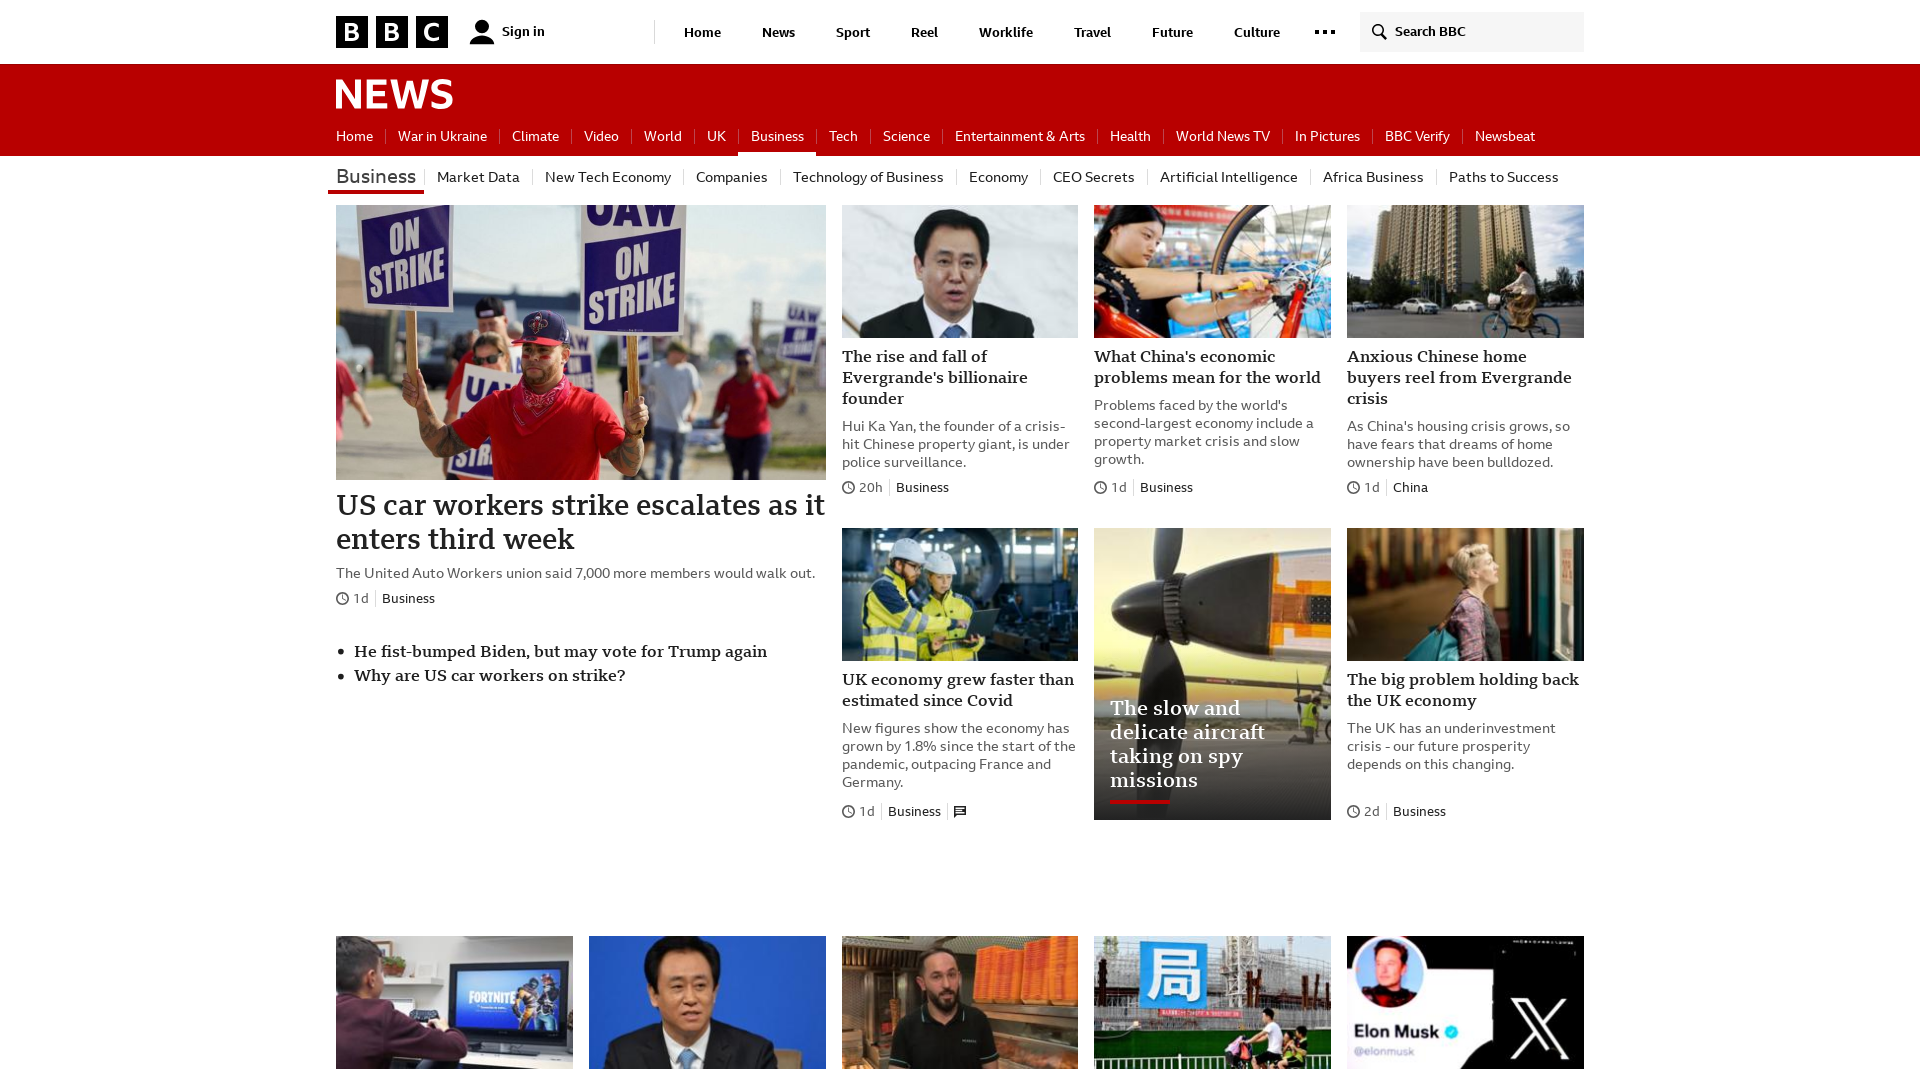 BBC
Sign in
Home
News
Sport
Reel
Worklife
Travel
Future
Culture
Search BBC
NEWS
Home
War in Ukraine
Climate
Video
World
UK
Business
Tech
Science
Entertainment & Arts
Health
World News TV
In Pictures
BBC Verify
Newsbeat
Business
Market Data
New Tech Economy
Companies
Technology of Business
Economy
CEO Secrets
Artificial Intelligence
Africa Business
Paths to Success
ON
STRIKE
UAW
ON
STRIKE
UAW
UAW
US car workers strike escalates as it
enters third week
The United Auto Workers union said 7,000 more members would walk out.
1d
Business
He fist-bumped Biden, but may vote for Trump again
Why are US car workers on strike?
The rise and fall of
Evergrande's billionaire
founder
Hui Ka Yan, the founder of a crisis-
hit Chinese property giant, is under
police surveillance.
20h
Business
What China's economic
problems mean for the world
Problems faced by the world's
second-largest economy include a
property market crisis and slow
growth.
1d
Business
Anxious Chinese home
buyers reel from Evergrande
crisis
As China's housing crisis grows, so
have fears that dreams of home
ownership have been bulldozed.
1d
China
UK economy grew faster than
estimated since Covid
New figures show the economy has
grown by 1.8% since the start of the
pandemic, outpacing France and
Germany.
1d
Business
The slow and
delicate aircraft
taking on spy
missions
The big problem holding back
the UK economy
The UK has an underinvestment
crisis - our future prosperity
depends on this changing.
2d
Business
FORTNITE
局
Elon Musk
@elonmusk
X